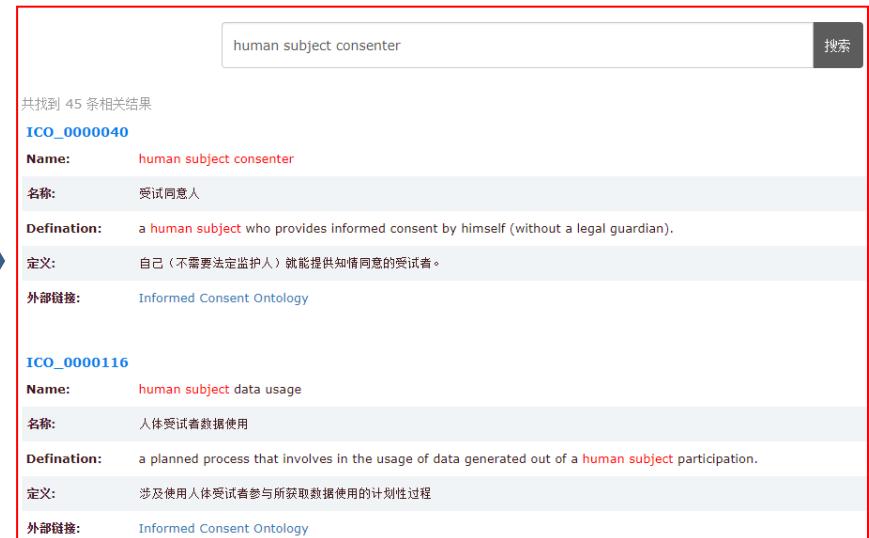 human subject consenter 搜索
共找到 45 条相关结果
ICO_0000040
Name: human subject consenter
名称: 受试同意人
Defination: a human subject who provides informed consent by himself (without a legal guardian).
定义: 自己（不需要法定监护人）就能提供知情同意的受试者。
外部链接: Informed Consent Ontology
ICO_0000116
Name: human subject data usage
名称: 人体受试者数据使用
Defination: a planned process that involves in the usage of data generated out of a human subject participation.
定义: 涉及使用人体受试者参与所获取数据使用的计划性过程
外部链接: Informed Consent Ontology